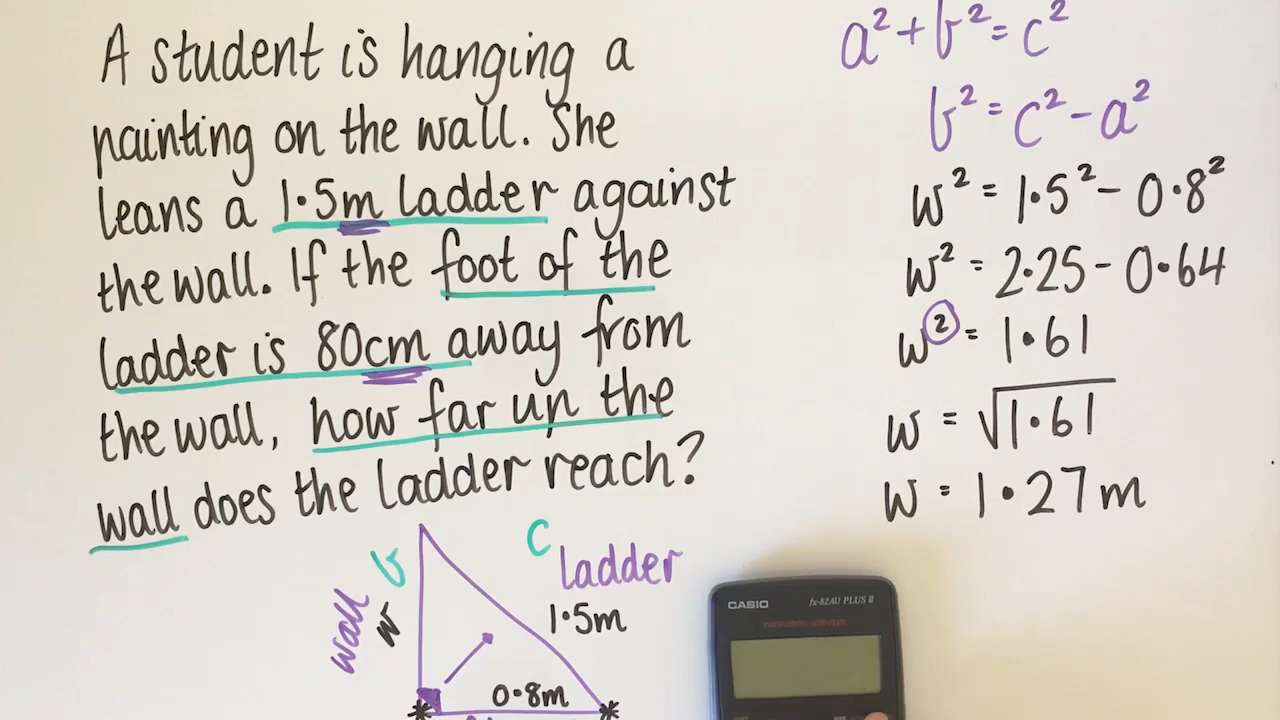 A student is hanging a
painting on the wall. She
leans a 1.5m ladder against
the wall. If the foot of the
ladder is 80cm away from
the wall, how far up the
wall does the ladder reach?
a² + b² = c²
b² = c² - a²
w² = 1.5² - 0.8²
w² = 2.25 - 0.64
w² = 1.61
w = √1.61
w = 1.27m
b
c
ladder
1.5m
wall
w
0.8m
CASIO
fx-82AU PLUS II